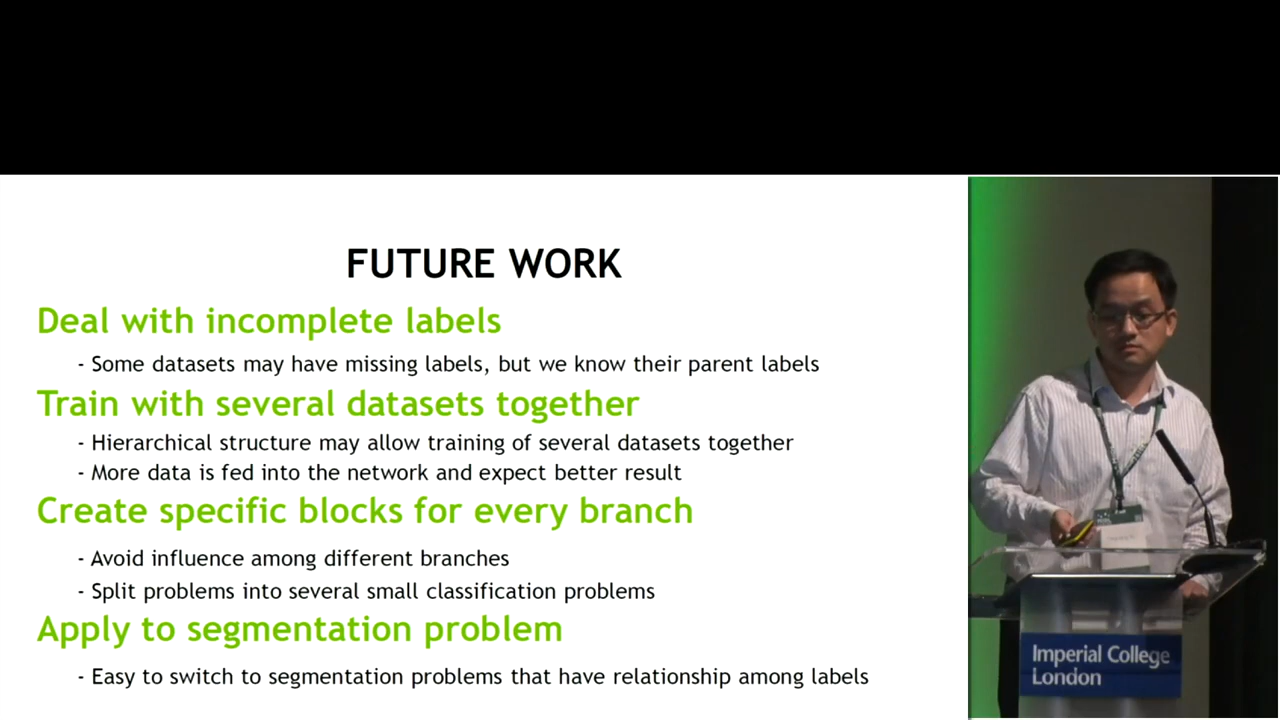 FUTURE WORK
Deal with incomplete labels
- Some datasets may have missing labels, but we know their parent labels
Train with several datasets together
- Hierarchical structure may allow training of several datasets together
- More data is fed into the network and expect better result
Create specific blocks for every branch
- Avoid influence among different branches
- Split problems into several small classification problems
Apply to segmentation problem
- Easy to switch to segmentation problems that have relationship among labels
Imperial College
London